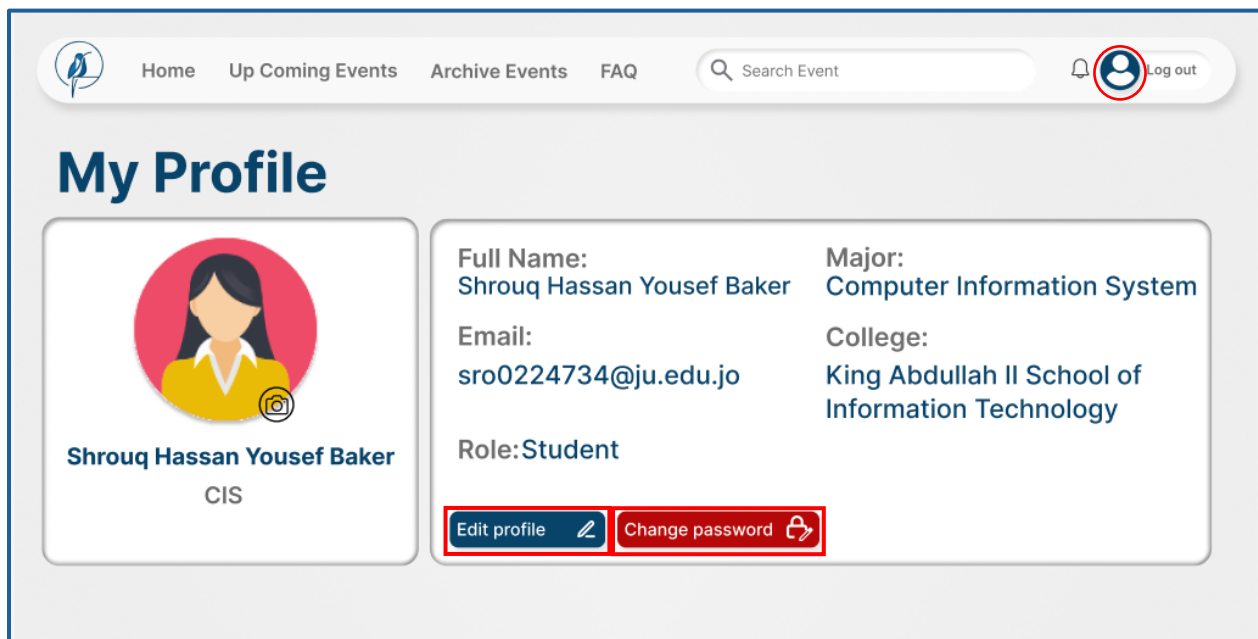 Home Up Coming Events Archive Events FAQ Search Event Log out
My Profile
Shrouq Hassan Yousef Baker
CIS
Full Name:
Shrouq Hassan Yousef Baker
Major:
Computer Information System
Email:
sro0224734@ju.edu.jo
College:
King Abdullah II School of
Information Technology
Role:Student
Edit profile Change password